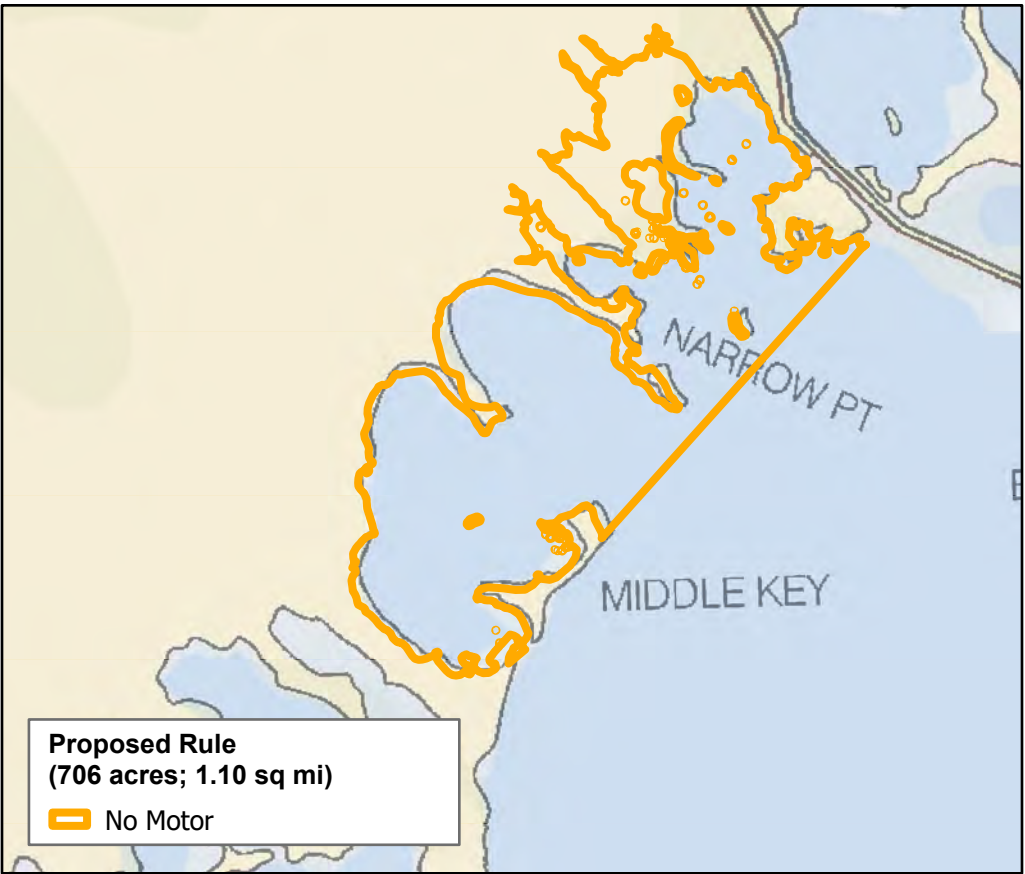 NARROW PT
MIDDLE KEY
Proposed Rule
(706 acres; 1.10 sq mi)
No Motor